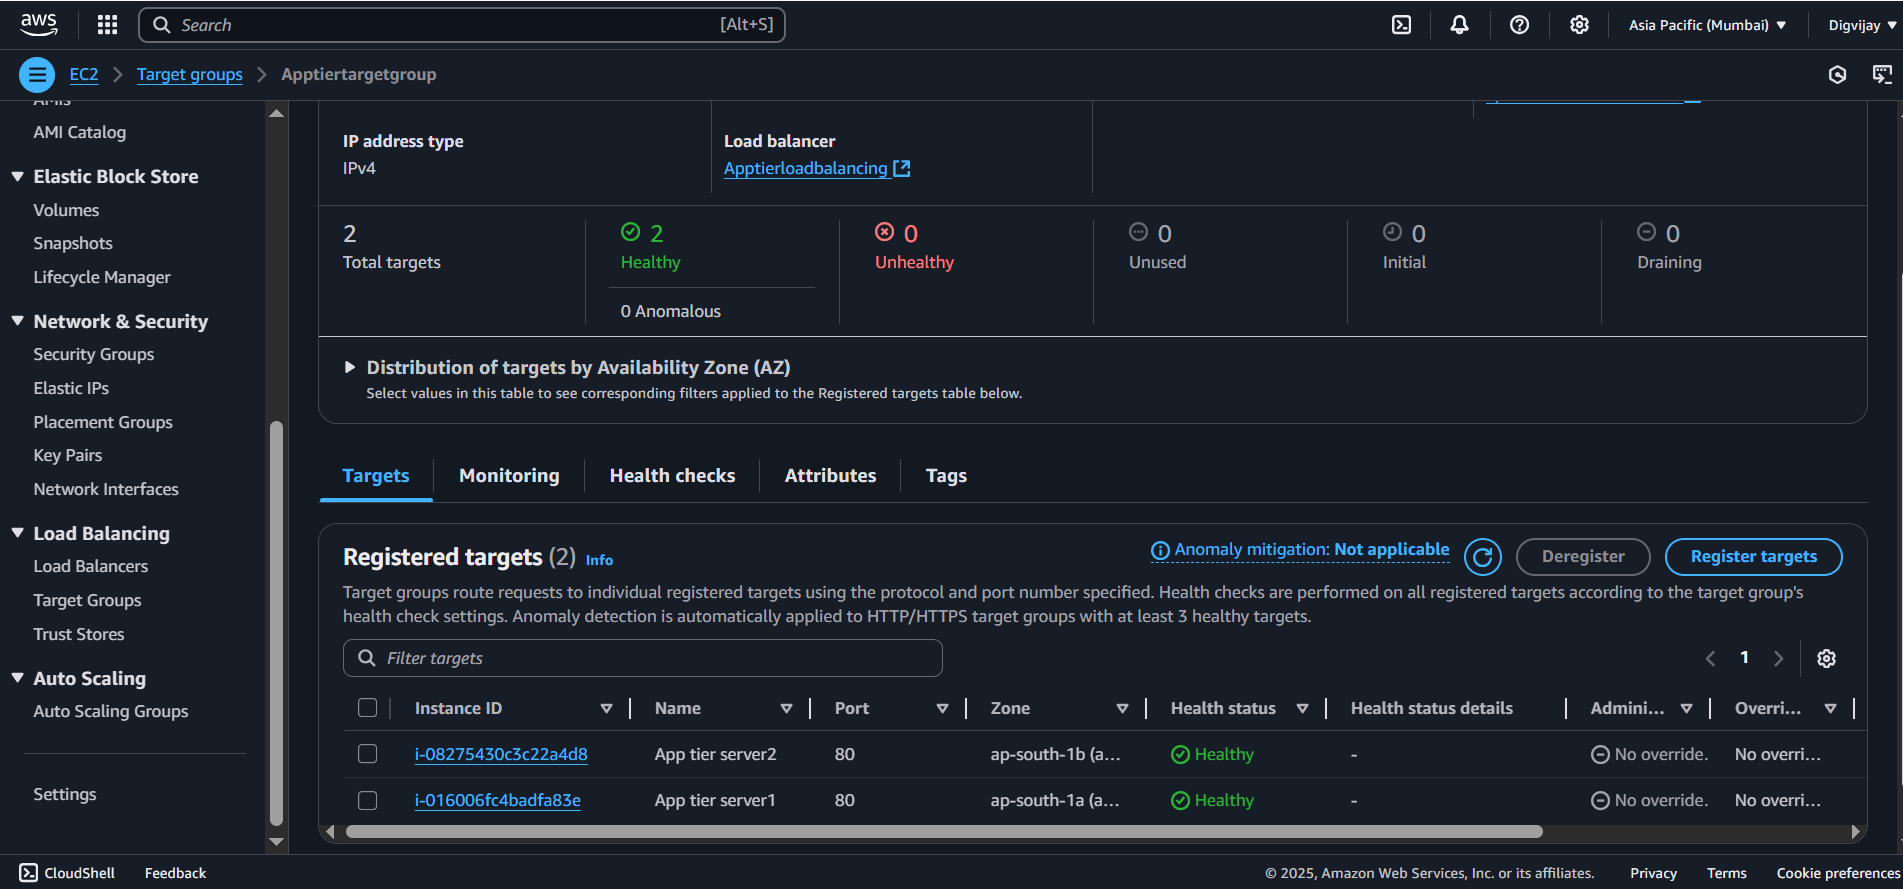 aws
Search [Alt+S]
Asia Pacific (Mumbai)
Digvijay
EC2
Target groups
Apptiertargetgroup
AMIs
AMI Catalog
Elastic Block Store
Volumes
Snapshots
Lifecycle Manager
Network & Security
Security Groups
Elastic IPs
Placement Groups
Key Pairs
Network Interfaces
Load Balancing
Load Balancers
Target Groups
Trust Stores
Auto Scaling
Auto Scaling Groups
Settings
IP address type
IPv4
Load balancer
Apptierloadbalancing
2
Total targets
2
Healthy
0 Anomalous
0
Unhealthy
0
Unused
0
Initial
0
Draining
Distribution of targets by Availability Zone (AZ)
Select values in this table to see corresponding filters applied to the Registered targets table below.
Targets
Monitoring
Health checks
Attributes
Tags
Registered targets (2) Info
Anomaly mitigation: Not applicable
Deregister
Register targets
Target groups route requests to individual registered targets using the protocol and port number specified. Health checks are performed on all registered targets according to the target group's
health check settings. Anomaly detection is automatically applied to HTTP/HTTPS target groups with at least 3 healthy targets.
Filter targets
1
Instance ID Name Port Zone Health status Health status details Admini... Overri...
i-08275430c3c22a4d8 App tier server2 80 ap-south-1b (a... Healthy - No override. No overri...
i-016006fc4badfa83e App tier server1 80 ap-south-1a (a... Healthy - No override. No overri...
CloudShell Feedback © 2025, Amazon Web Services, Inc. or its affiliates. Privacy Terms Cookie preferences